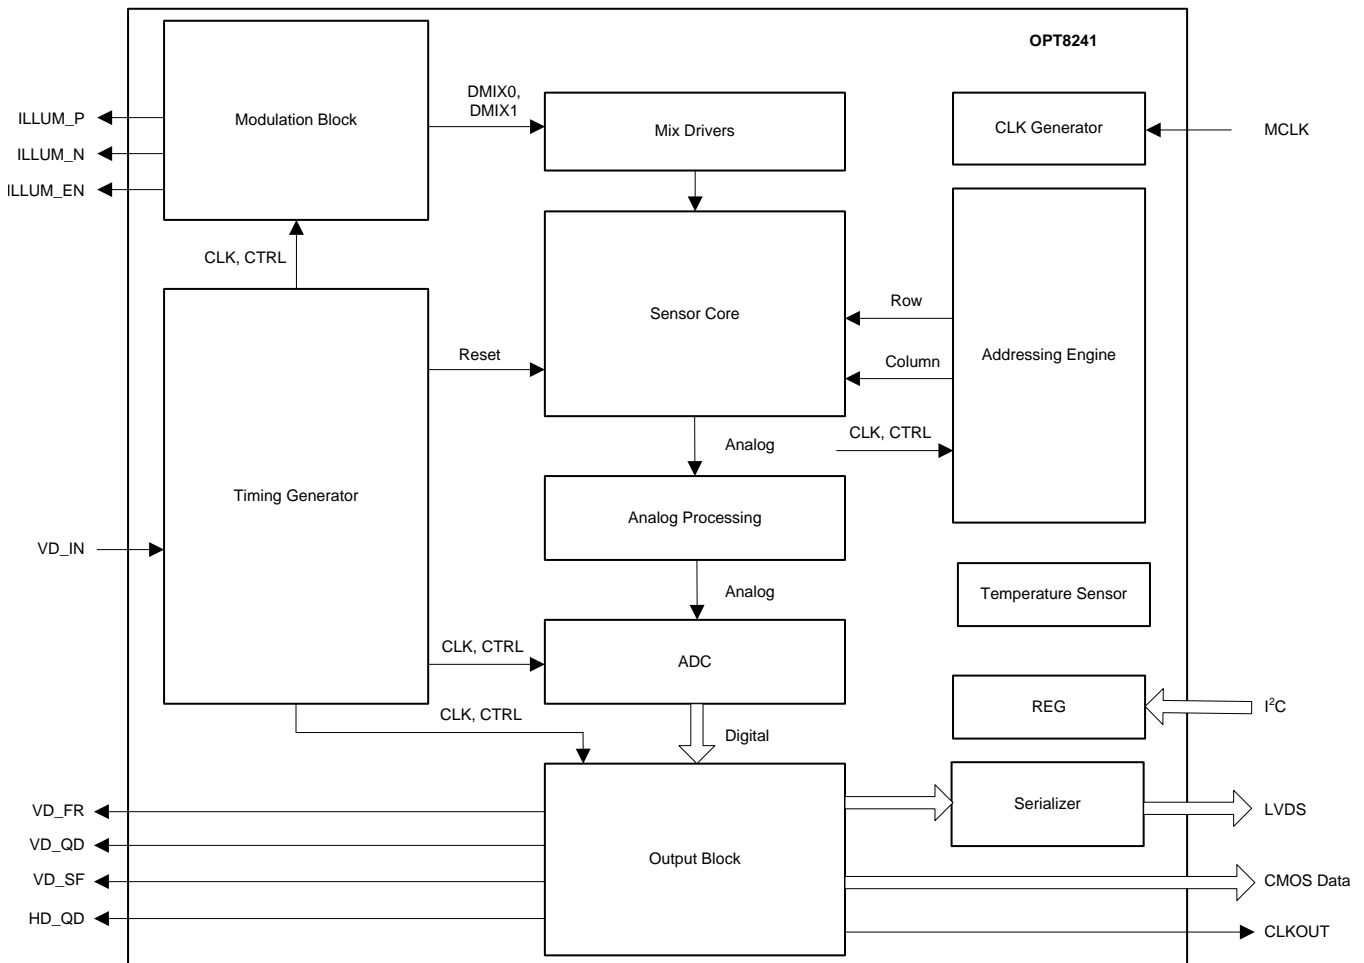 OPT8241
DMIX0,
DMIX1
ILLUM_P
Modulation Block
Mix Drivers
CLK Generator
MCLK
ILLUM_N
ILLUM_EN
CLK, CTRL
Row
Sensor Core
Reset
Addressing Engine
Column
CLK, CTRL
Analog
Timing Generator
Analog Processing
VD_IN
Analog
Temperature Sensor
CLK, CTRL
ADC
CLK, CTRL
REG
I²C
Digital
VD_FR
Serializer
LVDS
VD_QD
Output Block
VD_SF
CMOS Data
HD_QD
CLKOUT